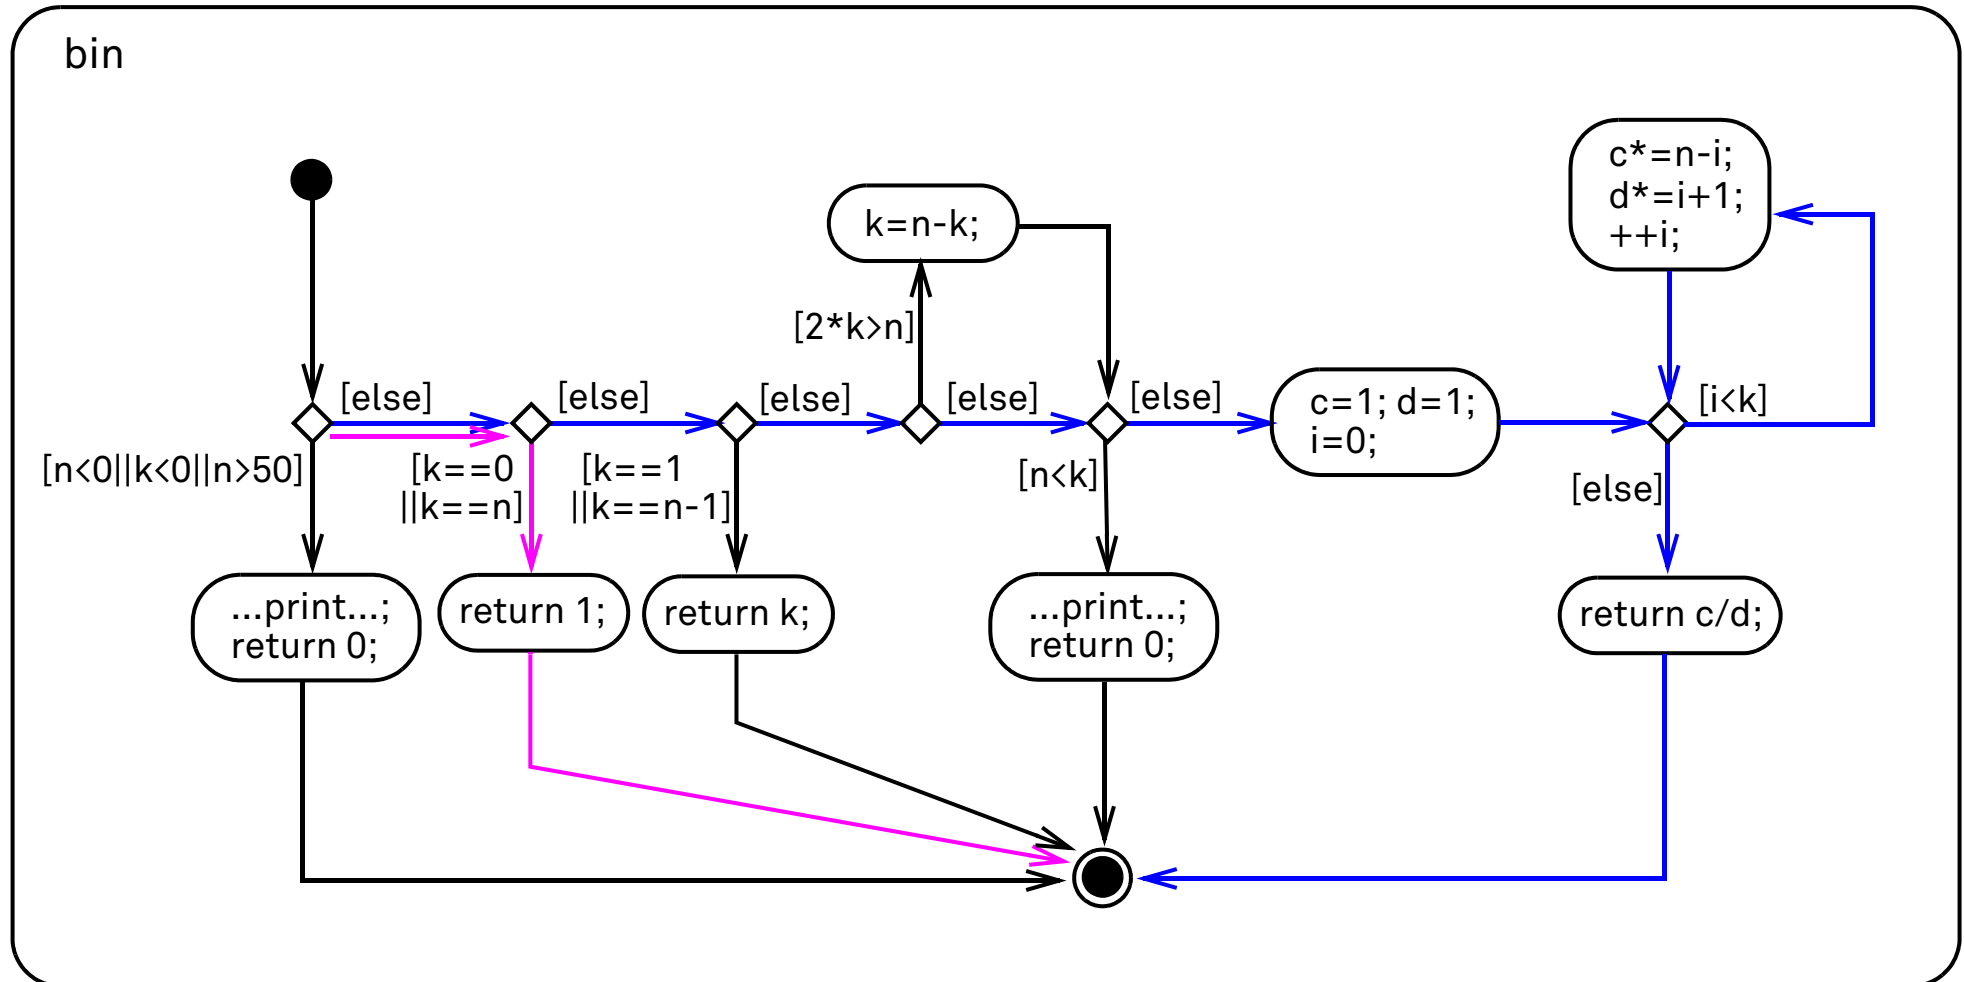 bin
c*=n-i;
d*=i+1;
++i;
k=n-k;
[2*k>n]
[else]
[else]
[else]
[else]
[else]
c=1; d=1;
i=0;
[i<k]
[n<0||k<0||n>50]
[k==0
||k==n]
[k==1
||k==n-1]
[n<k]
[else]
...print...;
return 0;
return 1;
return k;
...print...;
return 0;
return c/d;